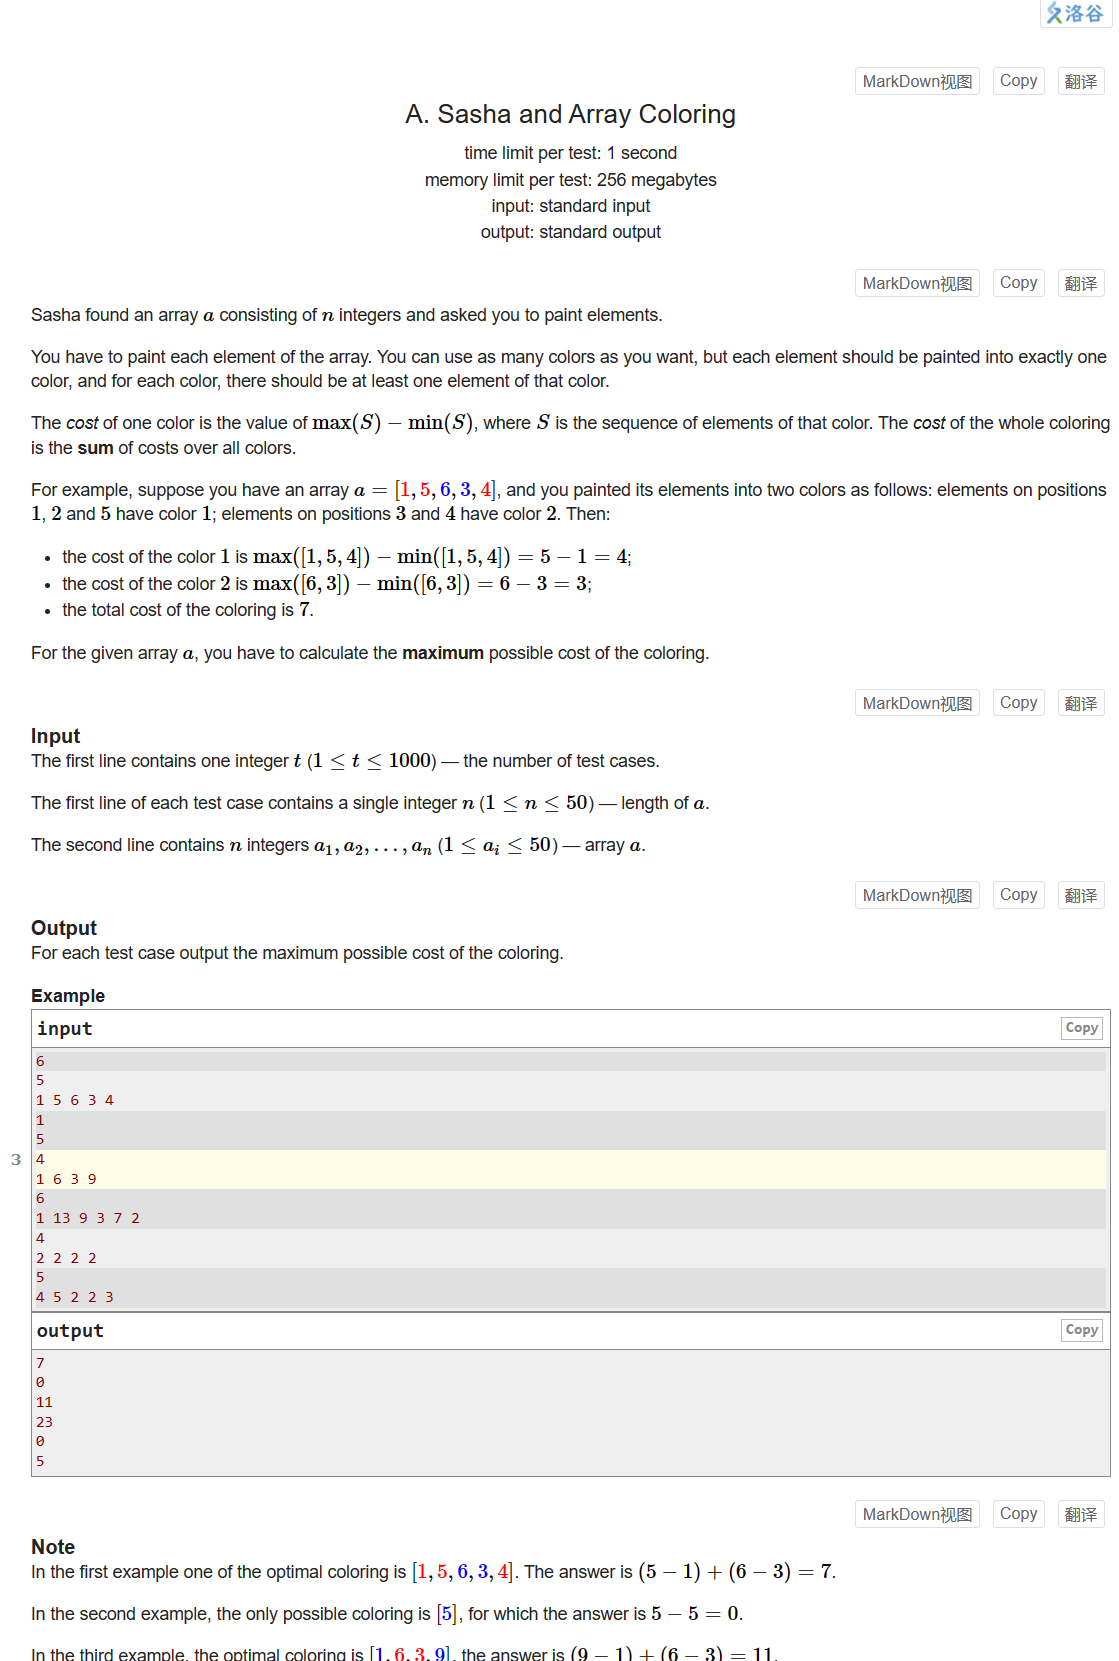 洛谷
MarkDown视图 Copy 翻译
A. Sasha and Array Coloring
time limit per test: 1 second
memory limit per test: 256 megabytes
input: standard input
output: standard output
MarkDown视图 Copy 翻译
Sasha found an array a consisting of n integers and asked you to paint elements.
You have to paint each element of the array. You can use as many colors as you want, but each element should be painted into exactly one
color, and for each color, there should be at least one element of that color.
The cost of one color is the value of max(S) − min(S), where S is the sequence of elements of that color. The cost of the whole coloring
is the sum of costs over all colors.
For example, suppose you have an array a = [1, 5, 6, 3, 4], and you painted its elements into two colors as follows: elements on positions
1, 2 and 5 have color 1; elements on positions 3 and 4 have color 2. Then:
• the cost of the color 1 is max([1, 5, 4]) − min([1, 5, 4]) = 5 − 1 = 4;
• the cost of the color 2 is max([6, 3]) − min([6, 3]) = 6 − 3 = 3;
• the total cost of the coloring is 7.
For the given array a, you have to calculate the maximum possible cost of the coloring.
MarkDown视图 Copy 翻译
Input
The first line contains one integer t (1 ≤ t ≤ 1000) — the number of test cases.
The first line of each test case contains a single integer n (1 ≤ n ≤ 50) — length of a.
The second line contains n integers a₁, a₂, . . . , aₙ (1 ≤ aᵢ ≤ 50) — array a.
MarkDown视图 Copy 翻译
Output
For each test case output the maximum possible cost of the coloring.
Example
input Copy
6
5
1 5 6 3 4
1
5
3 4
1 6 3 9
6
1 13 9 3 7 2
4
2 2 2 2
5
4 5 2 2 3
output Copy
7
0
11
23
0
5
MarkDown视图 Copy 翻译
Note
In the first example one of the optimal coloring is [1, 5, 6, 3, 4]. The answer is (5 − 1) + (6 − 3) = 7.
In the second example, the only possible coloring is [5], for which the answer is 5 − 5 = 0.
In the third example, the optimal coloring is [1, 6, 3, 9], the answer is (9 − 1) + (6 − 3) = 11.